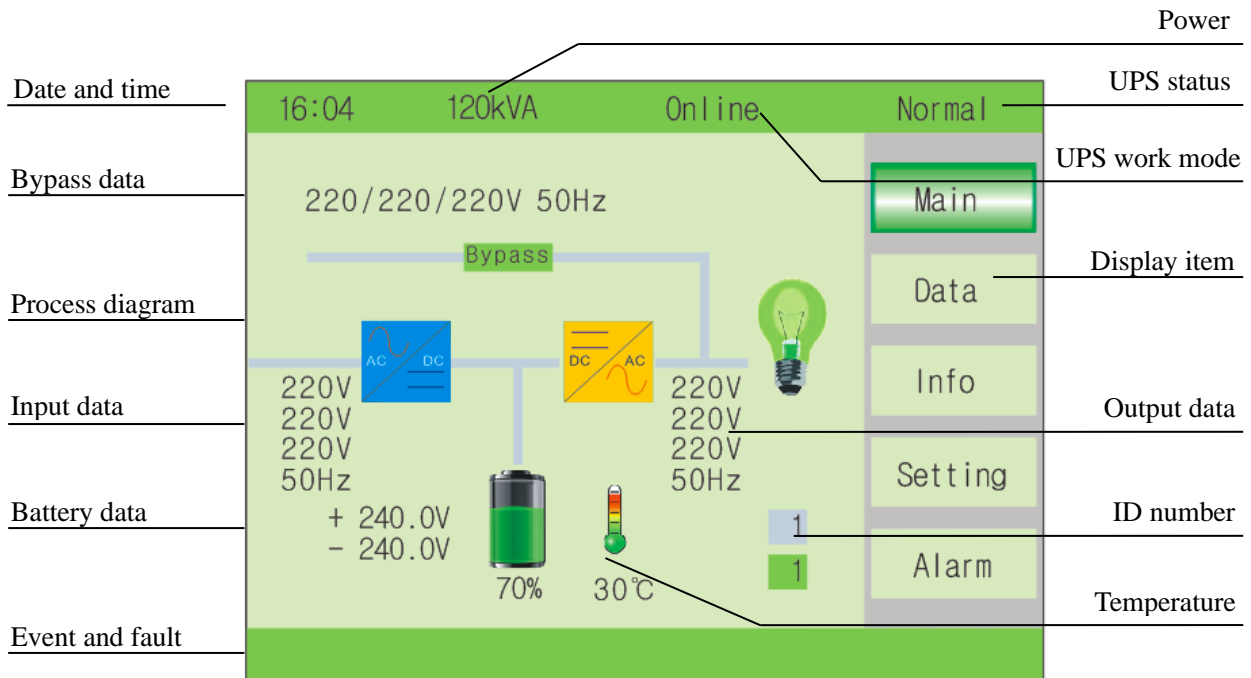 Power
Date and time
UPS status
16:04 120kVA Online Normal
UPS work mode
Bypass data
Main
220/220/220V 50Hz
Bypass
Display item
Data
Process diagram
AC DC
DC AC
Info
Input data
220V
220V
220V
50Hz
220V
220V
220V
50Hz
Output data
Setting
Battery data
+ 240.0V
- 240.0V
ID number
1
1
Alarm
70%
30℃
Temperature
Event and fault